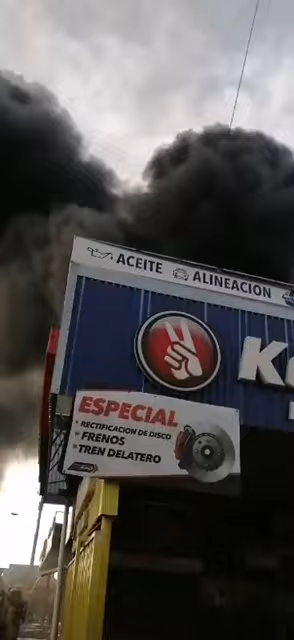 ACEITE ALINEACION
ESPECIAL
* RECTIFICACION DE DISCO
* FRENOS
* TREN DELATERO